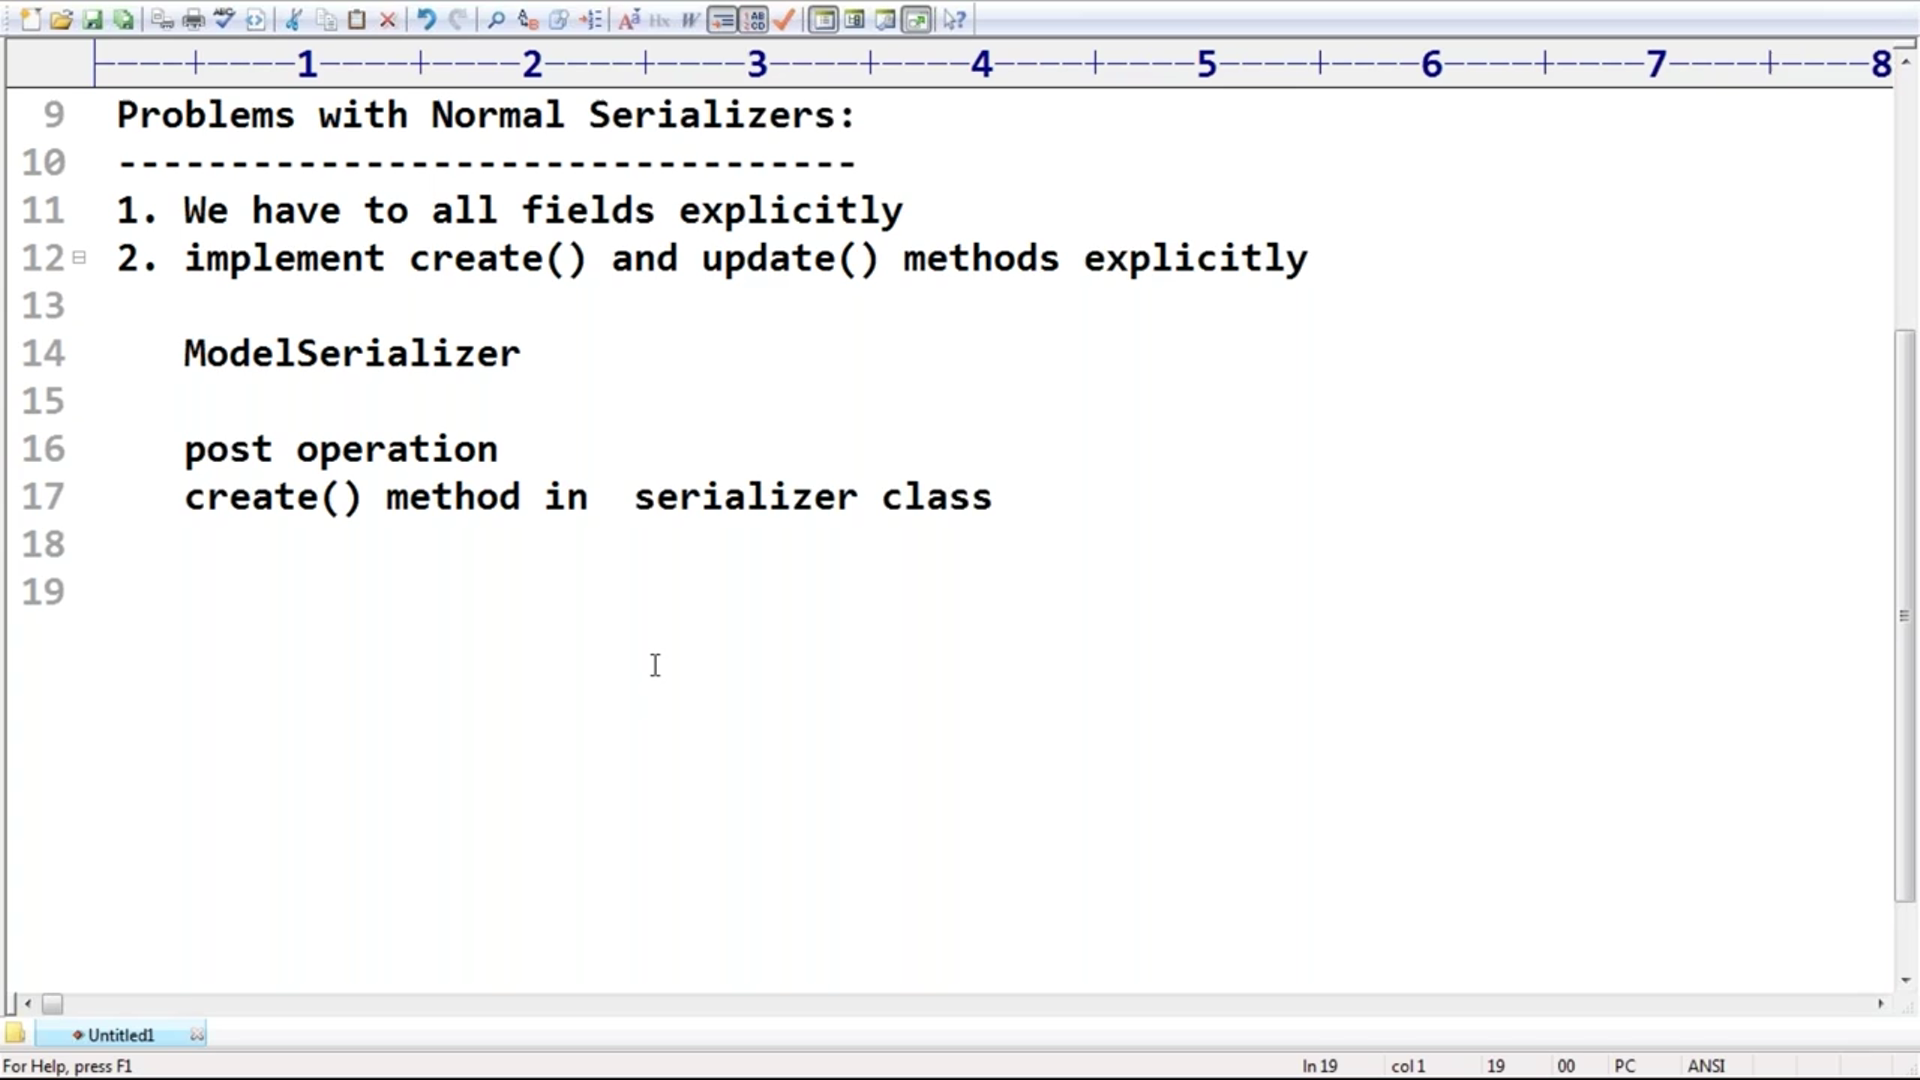 1 2 3 4 5 6 7 8
9 Problems with Normal Serializers:
10 ---------------------------------
11 1. We have to all fields explicitly
12 2. implement create() and update() methods explicitly
13
14 ModelSerializer
15
16 post operation
17 create() method in  serializer class
18
19
Untitled1
For Help, press F1 ln 19 col 1 19 00 PC ANSI